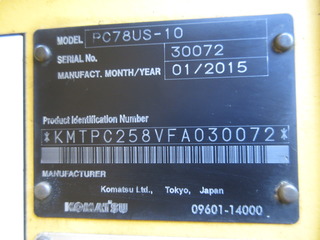 MODEL PC78US-10
SERIAL No. 30072
MANUFACT. MONTH/YEAR 01/2015
Product Identification Number
*KMTPC258VFA030072*
MANUFACTURER
Komatsu Ltd., Tokyo, Japan
KOMATSU 09601-14000